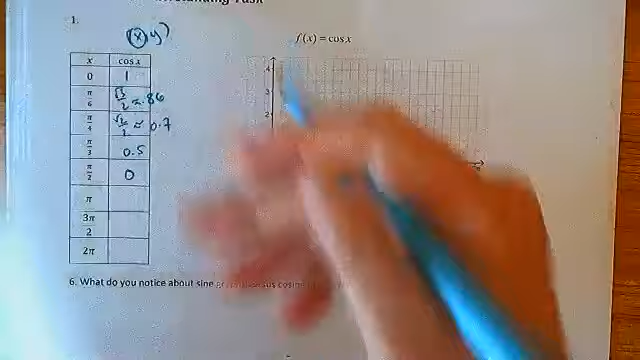 1.
(x,y)
f(x) = cos x
x cos x
0 1
π/6 √3/2 ≈ .86
π/4 √2/2 ≈ 0.7
π/3 0.5
π/2 0
π
3π/2
2π
4
3
2
6. What do you notice about sine